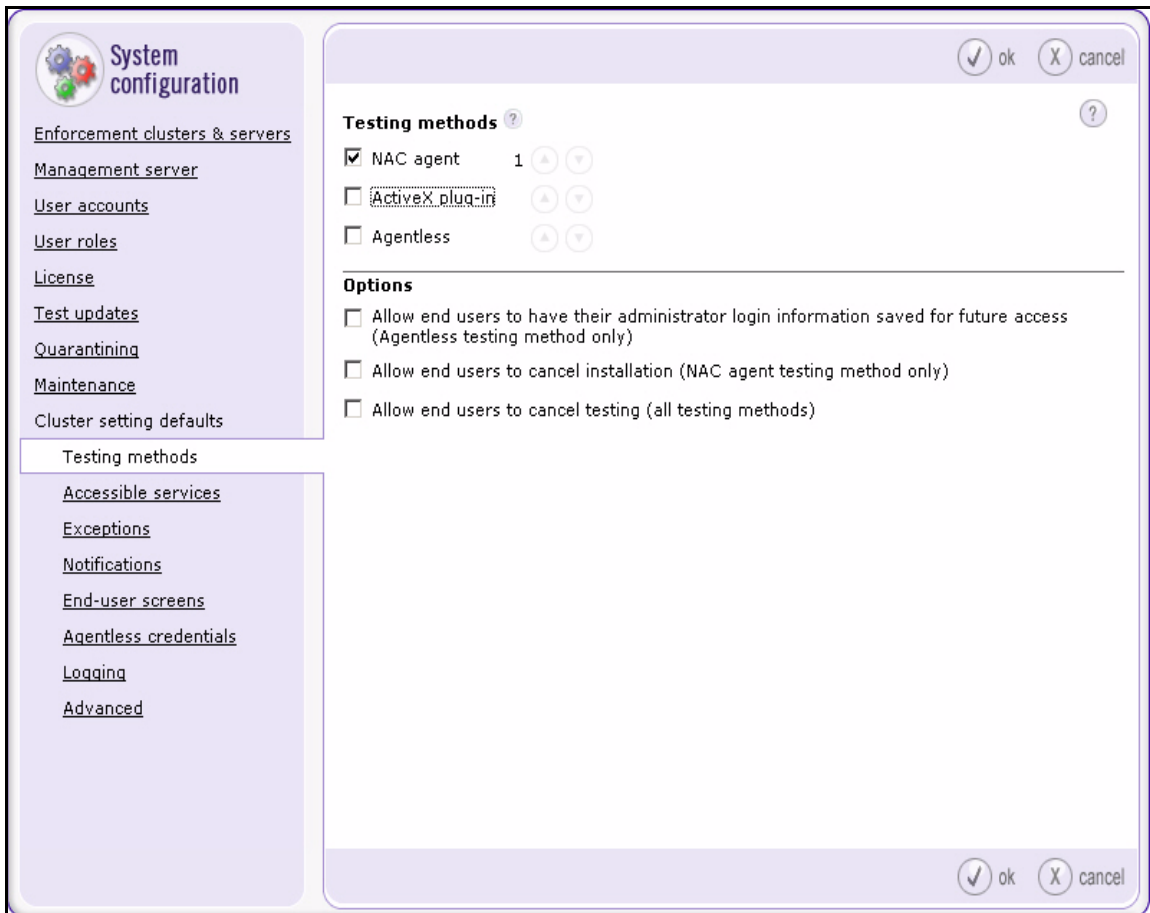 System
configuration
Enforcement clusters & servers
Management server
User accounts
User roles
License
Test updates
Quarantining
Maintenance
Cluster setting defaults
Testing methods
Accessible services
Exceptions
Notifications
End-user screens
Agentless credentials
Logging
Advanced
ok
X cancel
Testing methods ?
?
NAC agent 1
ActiveX plug-in
Agentless
Options
Allow end users to have their administrator login information saved for future access
(Agentless testing method only)
Allow end users to cancel installation (NAC agent testing method only)
Allow end users to cancel testing (all testing methods)
ok
X cancel